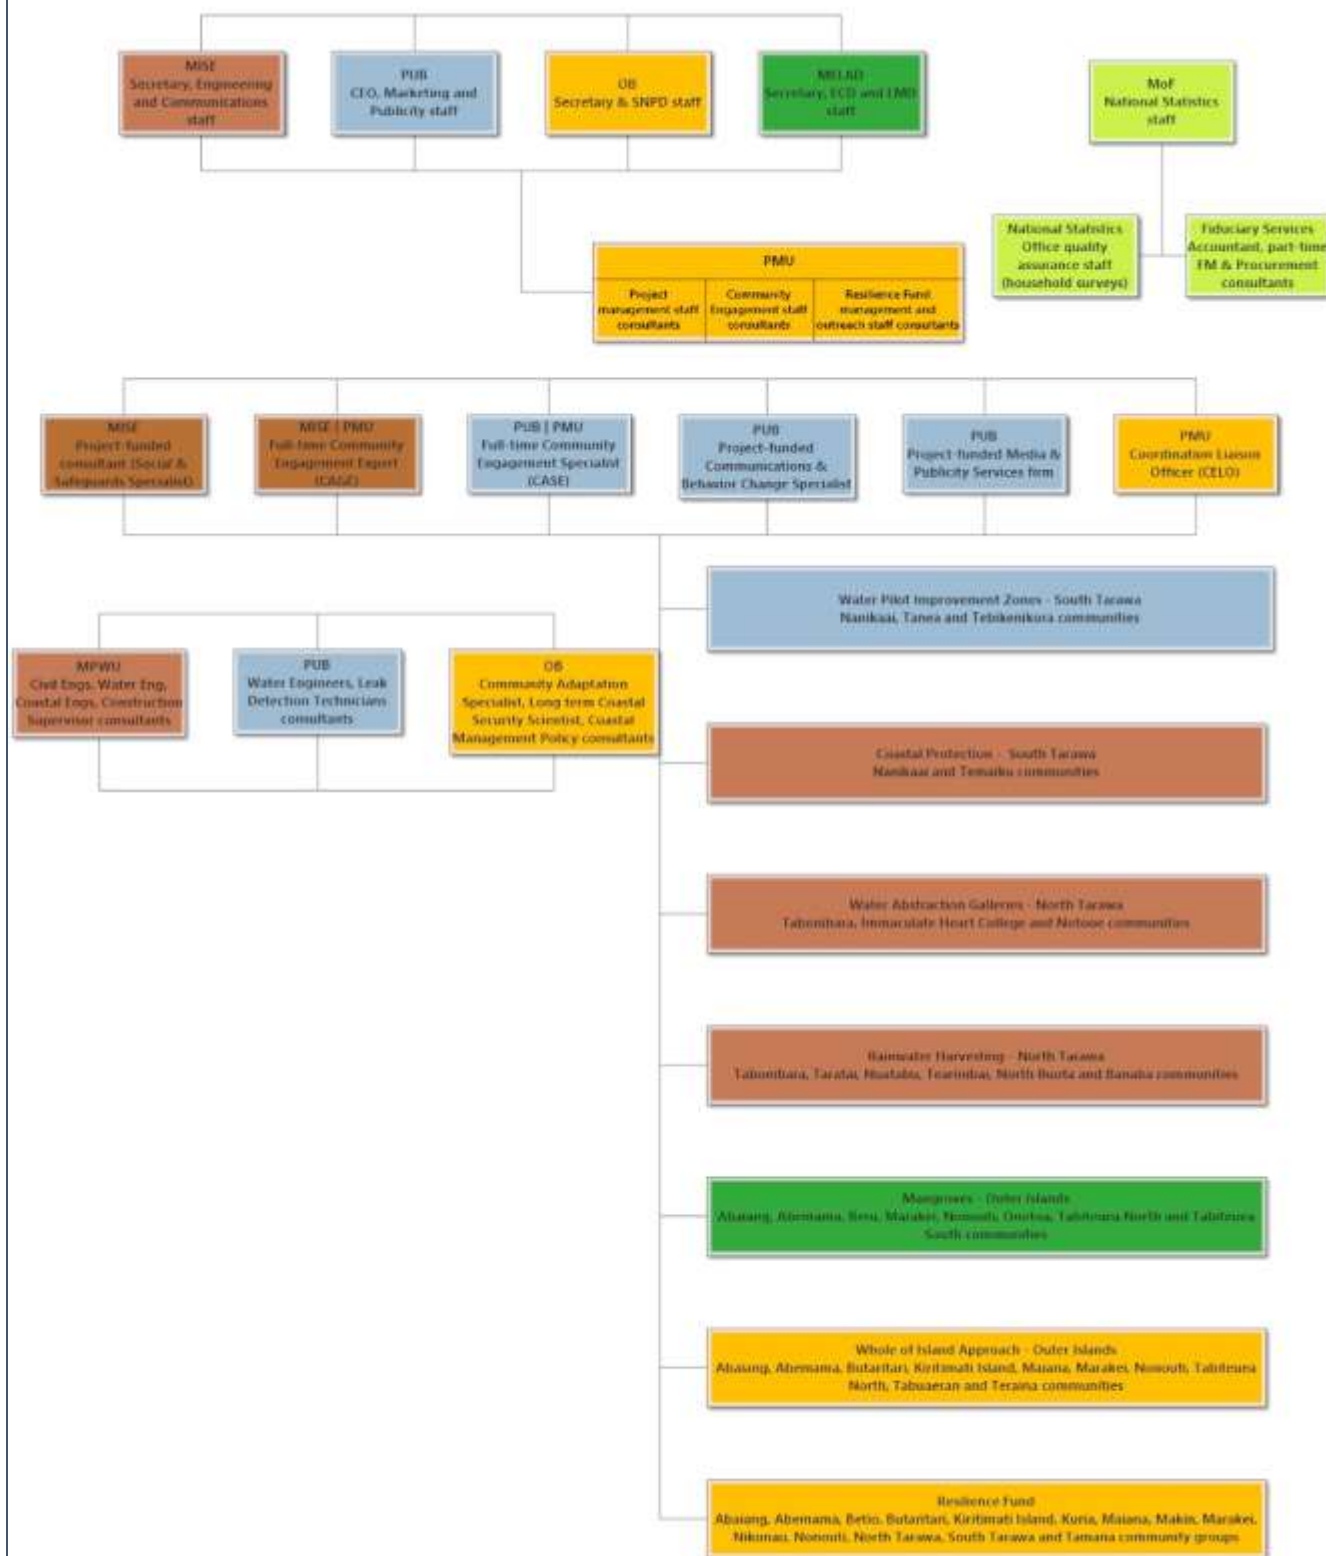 MISE
Secretary, Engineering
and Communications
staff
PUB
CEO, Marketing and
Publicity staff
OB
Secretary & SNPD staff
MELAD
Secretary, ECD and LMD
staff
MoF
National Statistics
staff
National Statistics
Office quality
assurance staff
(household surveys)
Fiduciary Services
Accountant, part-time
FM & Procurement
consultants
PMU
Project
management staff
consultants
Community
Engagement staff
consultants
Resilience Fund
management and
outreach staff consultants
MISE
Project-funded
consultant (Social &
Safeguards Specialist)
MISE | PMU
Full-time Community
Engagement Expert
(CAGE)
PUB | PMU
Full-time Community
Engagement Specialist
(CASE)
PUB
Project-funded
Communications &
Behavior Change Specialist
PUB
Project-funded Media &
Publicity Services firm
PMU
Coordination Liaison
Officer (CELO)
Water Pilot Improvement Zones - South Tarawa
Nanikaai, Tanea and Tebikenikora communities
MPWU
Civil Engs, Water Eng,
Coastal Engs, Construction
Supervisor consultants
PUB
Water Engineers, Leak
Detection Technicians
consultants
OB
Community Adaptation
Specialist, Long term Coastal
Security Scientist, Coastal
Management Policy consultants
Coastal Protection - South Tarawa
Nanikaai and Temaiku communities
Water Abstraction Galleries - North Tarawa
Tabonibara, Immaculate Heart College and Notooe communities
Rainwater Harvesting - North Tarawa
Tabonibara, Taratai, Nuatabu, Tearinibai, North Buota and Banaba communities
Mangroves - Outer Islands
Abaiang, Abemama, Beru, Marakei, Nonouti, Onotoa, Tabiteuea North and Tabiteuea
South communities
Whole of Island Approach - Outer Islands
Abaiang, Abemama, Butaritari, Kiritimati Island, Maiana, Marakei, Nonouti, Tabiteuea
North, Tabuaeran and Teraina communities
Resilience Fund
Abaiang, Abemama, Betio, Butaritari, Kiritimati Island, Kuria, Maiana, Makin, Marakei,
Nikunau, Nonouti, North Tarawa, South Tarawa and Tamana community groups